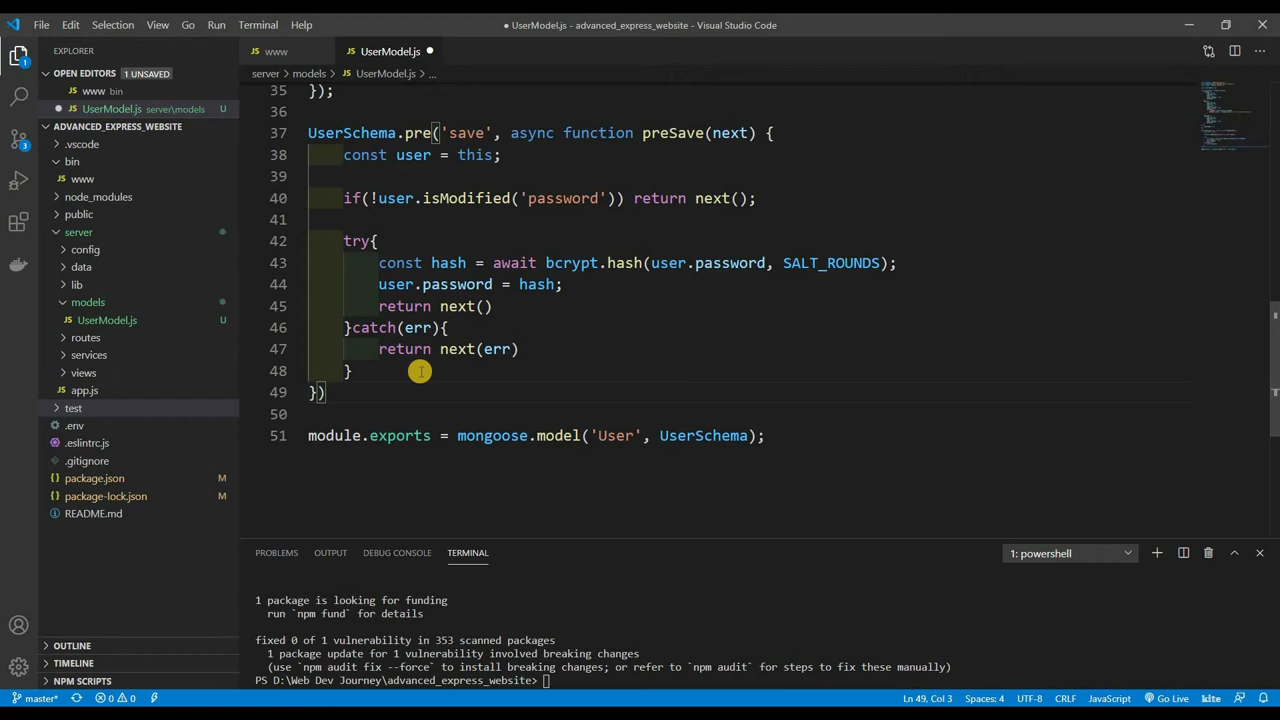 File Edit Selection View Go Run Terminal Help
● UserModel.js - advanced_express_website - Visual Studio Code
EXPLORER
OPEN EDITORS 1 UNSAVED
www bin
UserModel.js server\models U
ADVANCED_EXPRESS_WEBSITE
.vscode
bin
www
node_modules
public
server
config
data
lib
models
UserModel.js U
routes
services
views
app.js
test
.env
.eslintrc.js
.gitignore
package.json M
package-lock.json M
README.md
OUTLINE
TIMELINE
NPM SCRIPTS
1
3
JS www
JS UserModel.js
server > models > JS UserModel.js > ...
35 });
36
37 UserSchema.pre('save', async function preSave(next) {
38 const user = this;
39
40 if(!user.isModified('password')) return next();
41
42 try{
43 const hash = await bcrypt.hash(user.password, SALT_ROUNDS);
44 user.password = hash;
45 return next()
46 }catch(err){
47 return next(err)
48 }
49 })
50
51 module.exports = mongoose.model('User', UserSchema);
PROBLEMS OUTPUT DEBUG CONSOLE TERMINAL
1: powershell
1 package is looking for funding
run `npm fund` for details
fixed 0 of 1 vulnerability in 353 scanned packages
1 package update for 1 vulnerability involved breaking changes
(use `npm audit fix --force` to install breaking changes; or refer to `npm audit` for steps to fix these manually)
PS D:\Web Dev Journey\advanced_express_website>
master* 0 0 Ln 49, Col 3 Spaces: 4 UTF-8 CRLF JavaScript Go Live kite